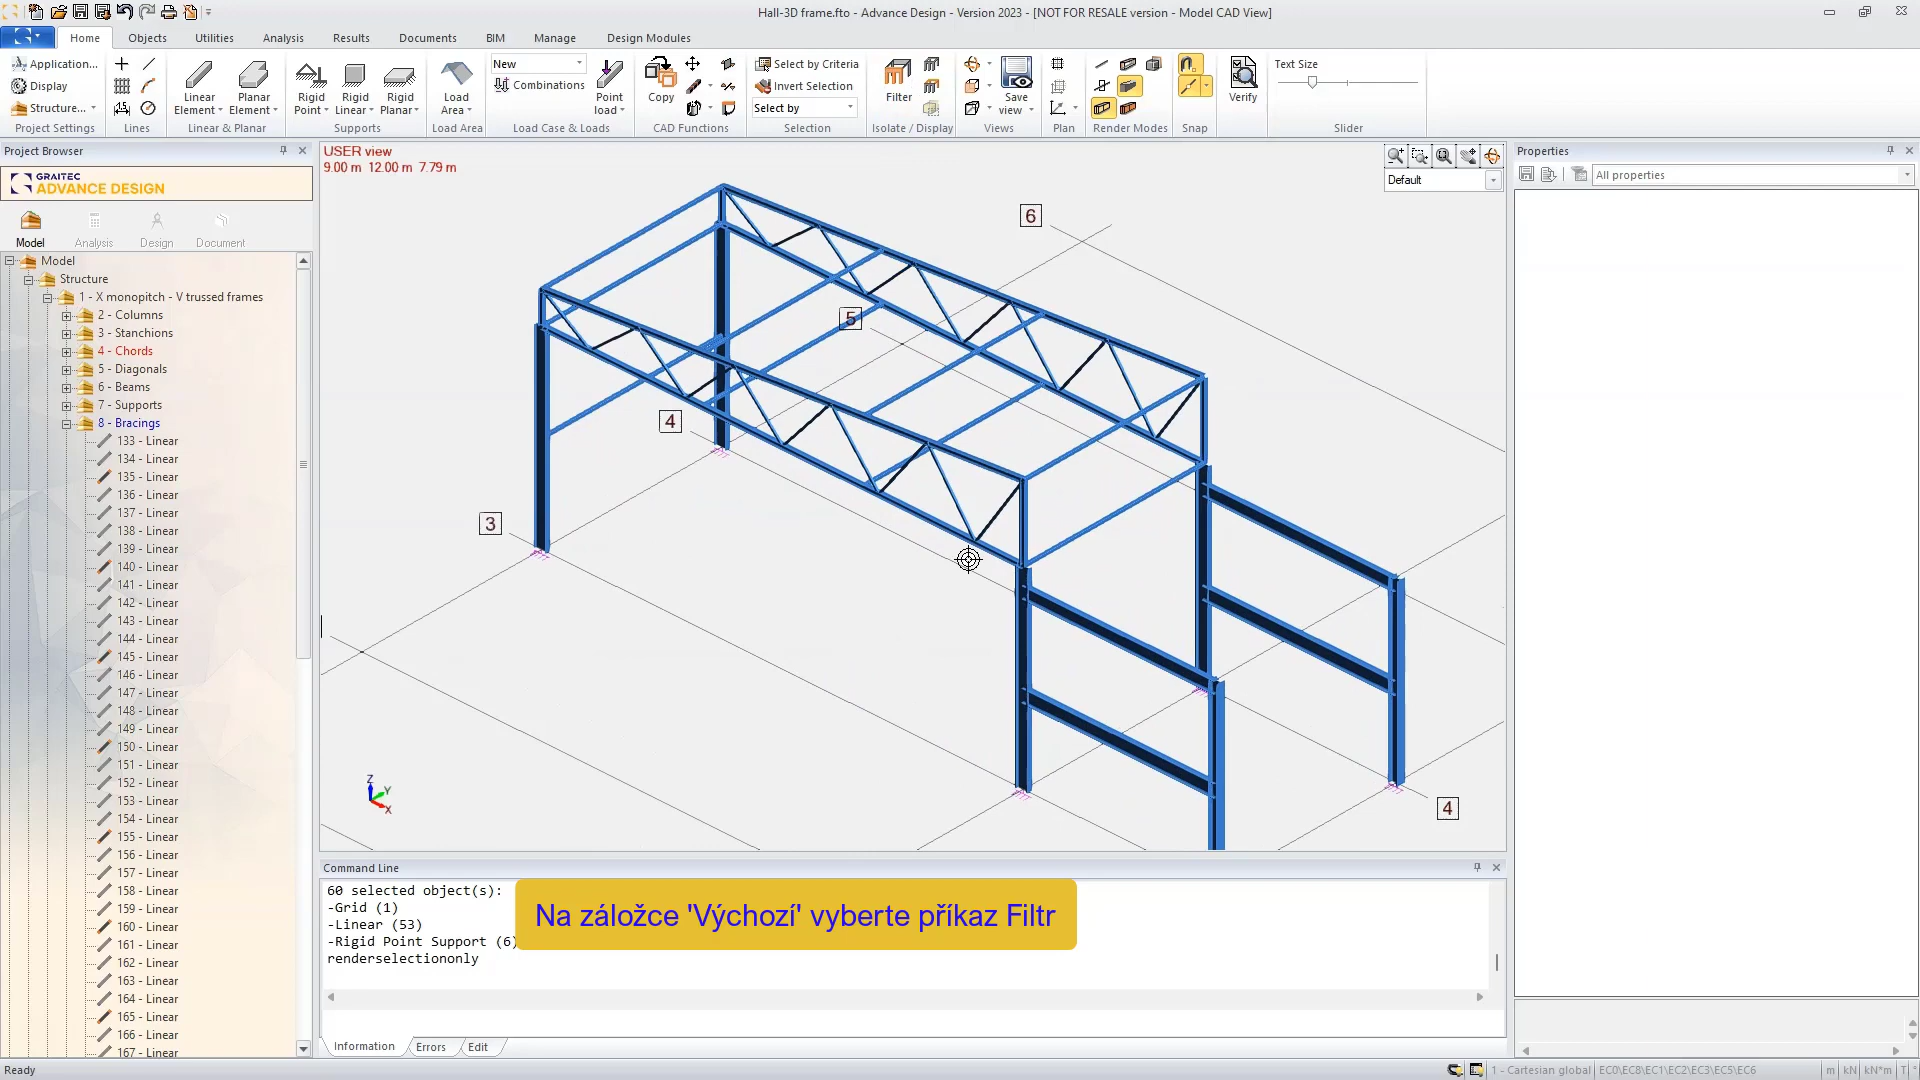 Hall-3D frame.fto - Advance Design - Version 2023 - [NOT FOR RESALE version - Model CAD View]
Home Objects Utilities Analysis Results Documents BIM Manage Design Modules
Application... Display Structure... Project Settings
Lines
Linear Element Planar Element Linear & Planar
Rigid Point Rigid Linear Rigid Planar Supports
Load Area Load Area
New Combinations Point load Load Case & Loads
Copy CAD Functions
Select by Criteria Invert Selection Select by Selection
Filter Isolate / Display
Save view Views
Plan
Render Modes
Snap
Verify
Text Size Slider
Project Browser
GRAITEC
ADVANCE DESIGN
Model Analysis Design Document
Model
Structure
1 - X monopitch - V trussed frames
2 - Columns
3 - Stanchions
4 - Chords
5 - Diagonals
6 - Beams
7 - Supports
8 - Bracings
133 - Linear
134 - Linear
135 - Linear
136 - Linear
137 - Linear
138 - Linear
139 - Linear
140 - Linear
141 - Linear
142 - Linear
143 - Linear
144 - Linear
145 - Linear
146 - Linear
147 - Linear
148 - Linear
149 - Linear
150 - Linear
151 - Linear
152 - Linear
153 - Linear
154 - Linear
155 - Linear
156 - Linear
157 - Linear
158 - Linear
159 - Linear
160 - Linear
161 - Linear
162 - Linear
163 - Linear
164 - Linear
165 - Linear
166 - Linear
167 - Linear
USER view
9.00 m 12.00 m 7.79 m
Default
6
5
4
3
4
Z
Y
X
Command Line
60 selected object(s):
-Grid (1)
-Linear (53)
-Rigid Point Support (6)
renderselectiononly
Na záložce 'Výchozí' vyberte příkaz Filtr
Information Errors Edit
Properties
All properties
Ready
1 - Cartesian global EC0\EC8\EC1\EC2\EC3\EC5\EC6 m kN kN*m T °